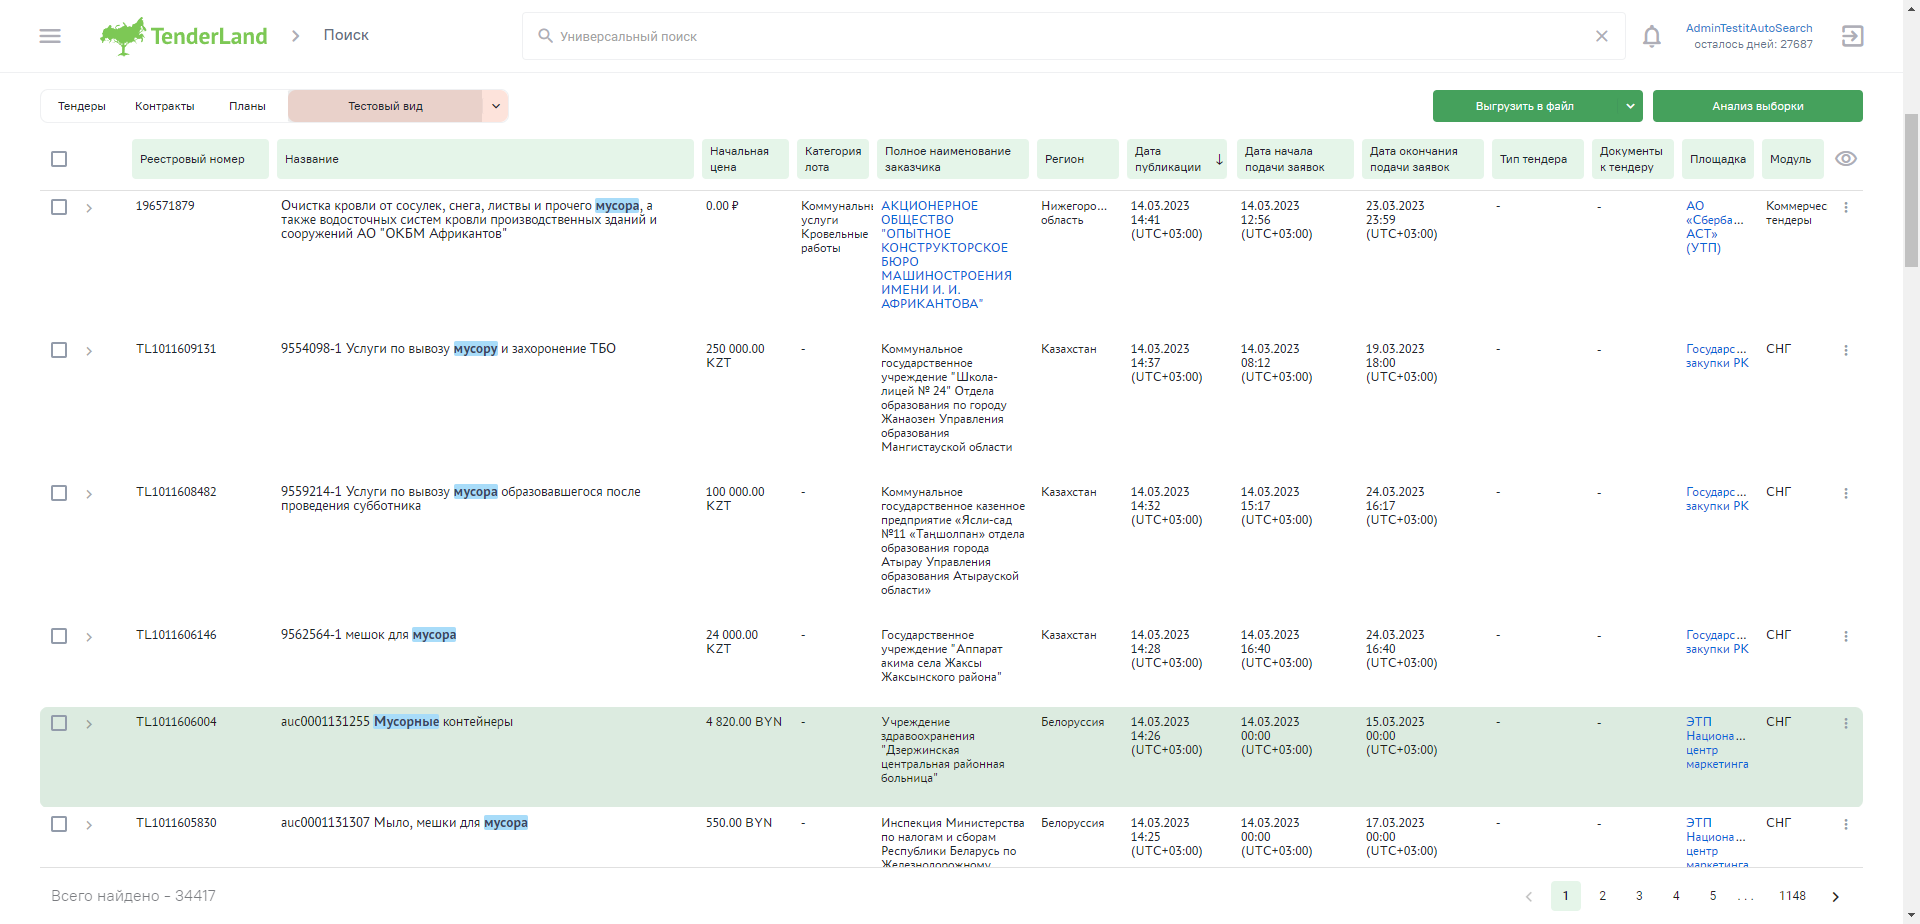 TenderLand
Поиск
Универсальный поиск
AdminTestitAutoSearch
осталось дней: 27687
Тендеры
Контракты
Планы
Тестовый вид
Выгрузить в файл
Анализ выборки
Реестровый номер
Название
Начальная
цена
Категория
лота
Полное наименование
заказчика
Регион
Дата
публикации
Дата начала
подачи заявок
Дата окончания
подачи заявок
Тип тендера
Документы
к тендеру
Площадка
Модуль
196571879
Очистка кровли от сосулек, снега, листвы и прочего мусора, а
также водосточных систем кровли производственных зданий и
сооружений АО "ОКБМ Африкантов"
0.00 ₽
Коммунальн
услуги
Кровельные
работы
АКЦИОНЕРНОЕ
ОБЩЕСТВО
"ОПЫТНОЕ
КОНСТРУКТОРСКОЕ
БЮРО
МАШИНОСТРОЕНИЯ
ИМЕНИ И. И.
АФРИКАНТОВА"
Нижегоро...
область
14.03.2023
14:41
(UTC+03:00)
14.03.2023
12:56
(UTC+03:00)
23.03.2023
23:59
(UTC+03:00)
-
-
АО
«Сберба...
АСТ»
(УТП)
Коммерчес
тендеры
TL1011609131
9554098-1 Услуги по вывозу мусору и захоронение ТБО
250 000.00
KZT
-
Коммунальное
государственное
учреждение "Школа-
лицей № 24" Отдела
образования по городу
Жанаозен Управления
образования
Мангистауской области
Казахстан
14.03.2023
14:37
(UTC+03:00)
14.03.2023
08:12
(UTC+03:00)
19.03.2023
18:00
(UTC+03:00)
-
-
Государс...
закупки РК
СНГ
TL1011608482
9559214-1 Услуги по вывозу мусора образовавшегося после
проведения субботника
100 000.00
KZT
-
Коммунальное
государственное казенное
предприятие «Ясли-сад
№11 «Таңшолпан» отдела
образования города
Атырау Управления
образования Атырауской
области»
Казахстан
14.03.2023
14:32
(UTC+03:00)
14.03.2023
15:17
(UTC+03:00)
24.03.2023
16:17
(UTC+03:00)
-
-
Государс...
закупки РК
СНГ
TL1011606146
9562564-1 мешок для мусора
24 000.00
KZT
-
Государственное
учреждение "Аппарат
акима села Жаксы
Жаксынского района"
Казахстан
14.03.2023
14:28
(UTC+03:00)
14.03.2023
16:40
(UTC+03:00)
24.03.2023
16:40
(UTC+03:00)
-
-
Государс...
закупки РК
СНГ
TL1011606004
auc0001131255 Мусорные контейнеры
4 820.00 BYN
-
Учреждение
здравоохранения
"Дзержинская
центральная районная
больница"
Белоруссия
14.03.2023
14:26
(UTC+03:00)
14.03.2023
00:00
(UTC+03:00)
15.03.2023
00:00
(UTC+03:00)
-
-
ЭТП
Национа...
центр
маркетинга
СНГ
TL1011605830
auc0001131307 Мыло, мешки для мусора
550.00 BYN
-
Инспекция Министерства
по налогам и сборам
Республики Беларусь по
Железнодорожному
Белоруссия
14.03.2023
14:25
(UTC+03:00)
14.03.2023
00:00
(UTC+03:00)
17.03.2023
00:00
(UTC+03:00)
-
-
ЭТП
Национа...
центр
маркетинга
СНГ
Всего найдено - 34417
1 2 3 4 5 ... 1148